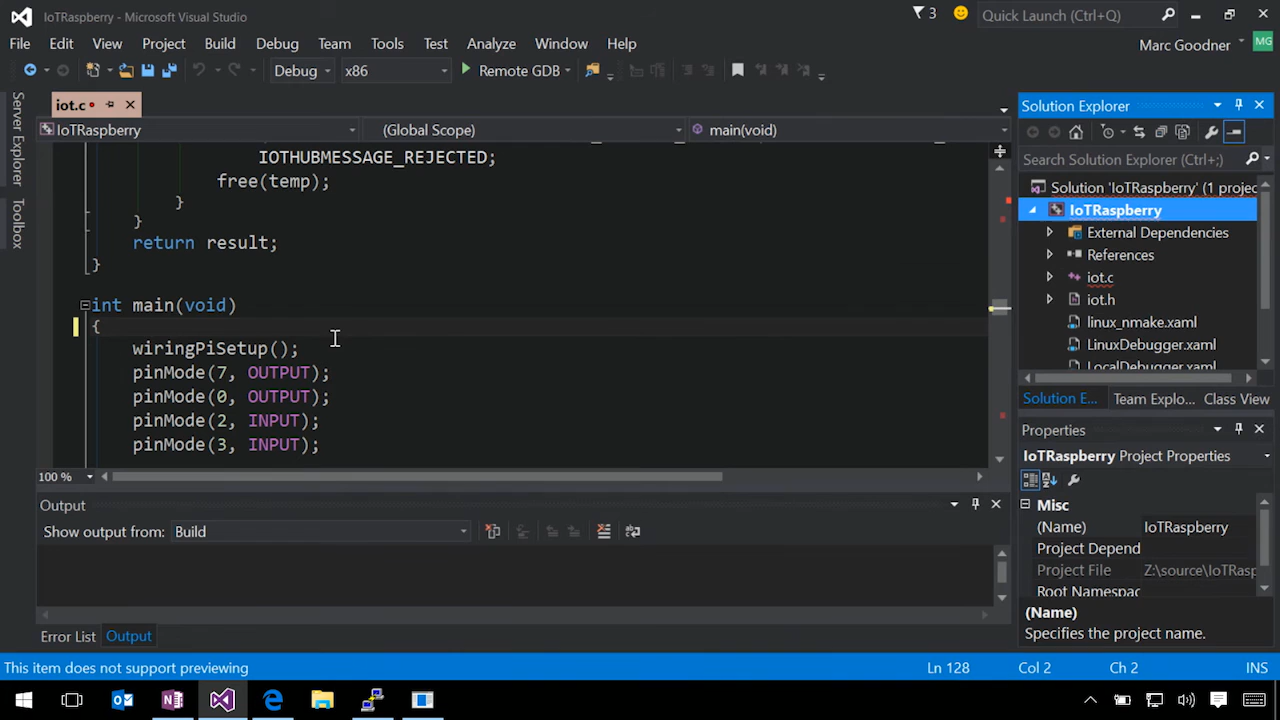 IoTRaspberry - Microsoft Visual Studio
3
Quick Launch (Ctrl+Q)
File Edit View Project Build Debug Team Tools Test Analyze Window Help
Marc Goodner MG
Debug x86 Remote GDB
Server Explorer
Toolbox
iot.c
IoTRaspberry (Global Scope) main(void)
IOTHUBMESSAGE_REJECTED;
free(temp);
}
}
return result;
}
int main(void)
{
wiringPiSetup();
pinMode(7, OUTPUT);
pinMode(0, OUTPUT);
pinMode(2, INPUT);
pinMode(3, INPUT);
100 %
Output
Show output from: Build
Error List Output
Solution Explorer
Search Solution Explorer (Ctrl+;)
Solution 'IoTRaspberry' (1 projec
IoTRaspberry
External Dependencies
References
iot.c
iot.h
linux_nmake.xaml
LinuxDebugger.xaml
LocalDebugger.xaml
Solution E... Team Explo... Class View
Properties
IoTRaspberry Project Properties
Misc
(Name) IoTRaspberry
Project Depend
Project File Z:\source\IoTRasp
Root Namespac
(Name)
Specifies the project name.
This item does not support previewing Ln 128 Col 2 Ch 2 INS